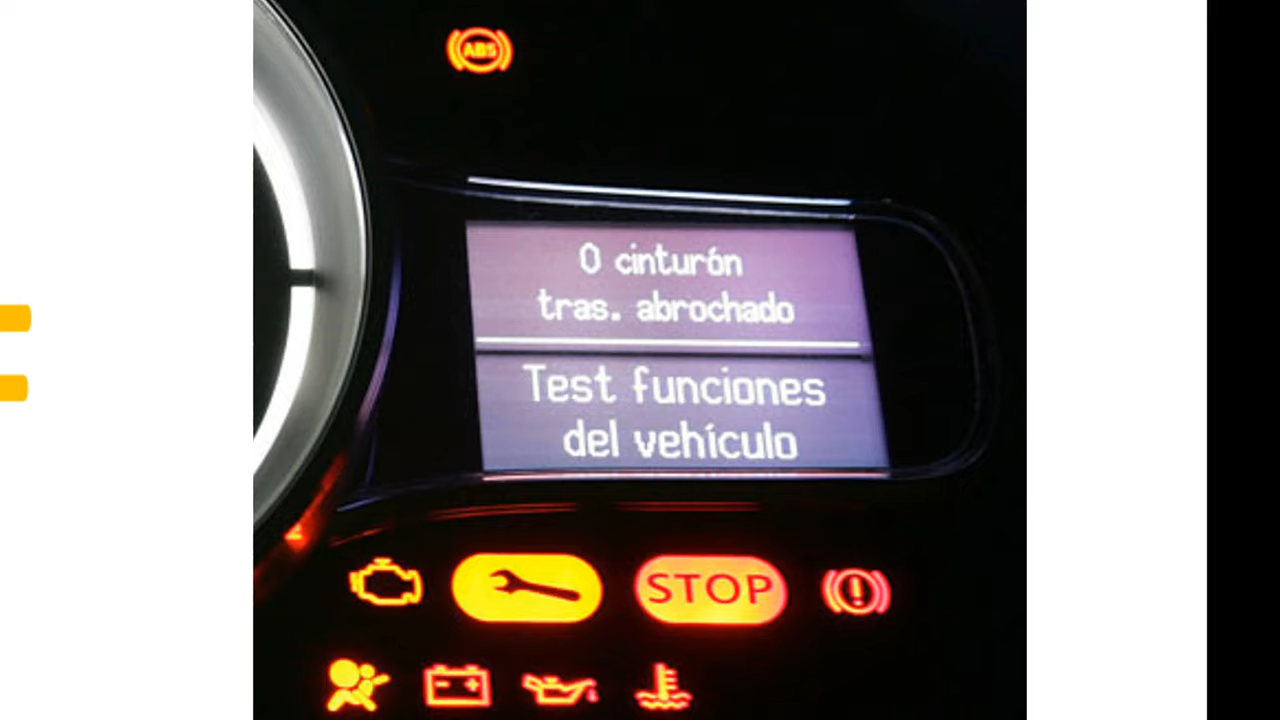 ABS
0 cinturón
tras. abrochado
Test funciones
del vehículo
STOP